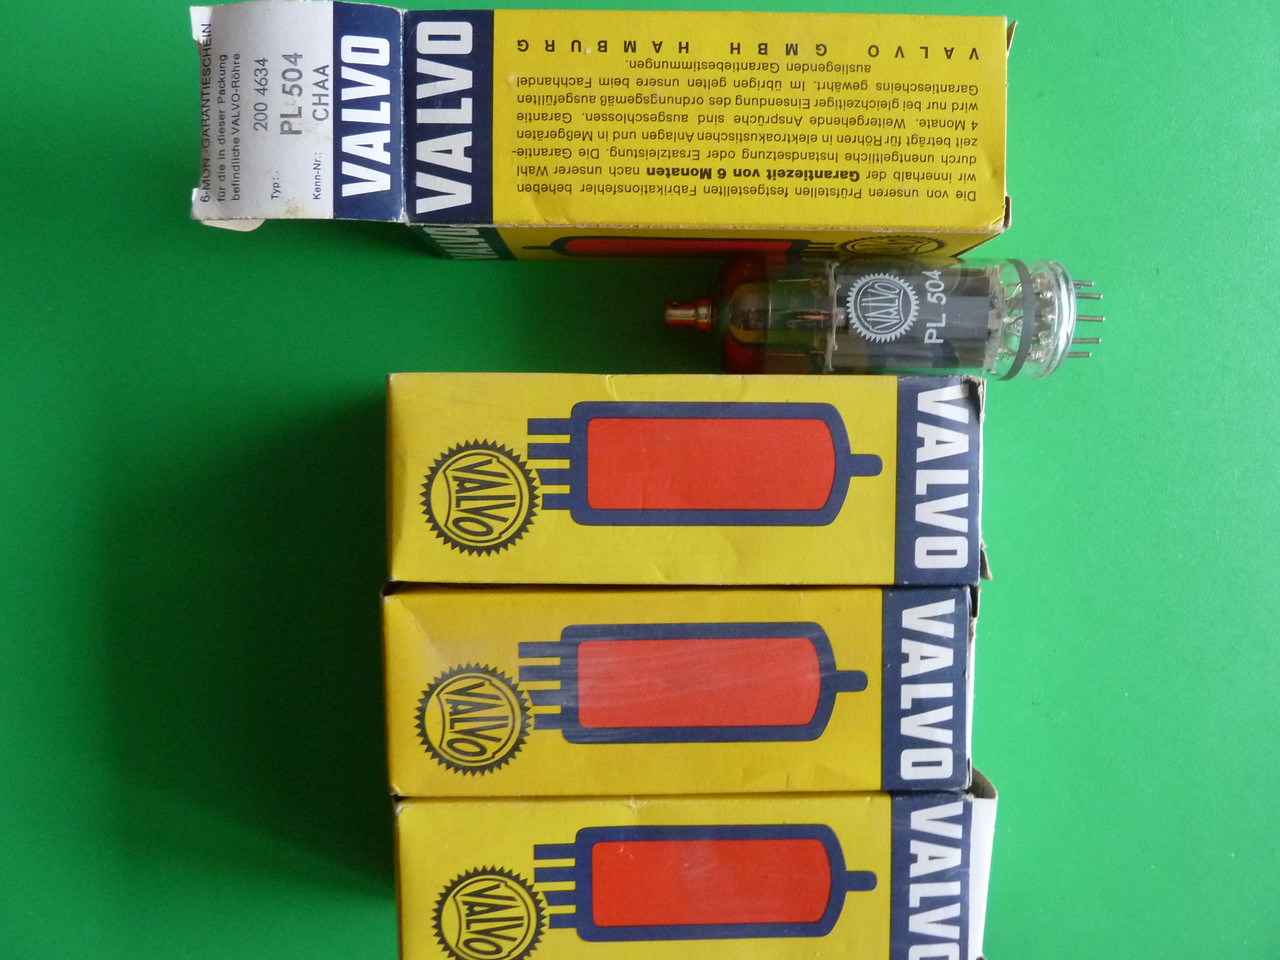 6-MON.-GARANTIESCHEIN
für die in dieser Packung
befindliche VALVO-Röhre
200 4634
Typ:
PL 504
Kenn-Nr.:
CHAA
VALVO
VALVO
Die von unseren Prüfstellen festgestellten Fabrikationsfehler beheben
wir innerhalb der Garantiezeit von 6 Monaten nach unserer Wahl
durch unentgeltliche Instandsetzung oder Ersatzleistung. Die Garantie-
zeit beträgt für Röhren in elektroakustischen Anlagen und in Meßgeräten
4 Monate. Weitergehende Ansprüche sind ausgeschlossen. Garantie
wird nur bei gleichzeitiger Einsendung des ordnungsgemäß ausgefüllten
Garantiescheines gewährt. Im übrigen gelten unsere beim Fachhandel
ausliegenden Garantiebestimmungen.
VALVO GMBH HAMBURG
VALVO
VALVO
PL 504
VALVO
VALVO
VALVO
VALVO
VALVO
VALVO